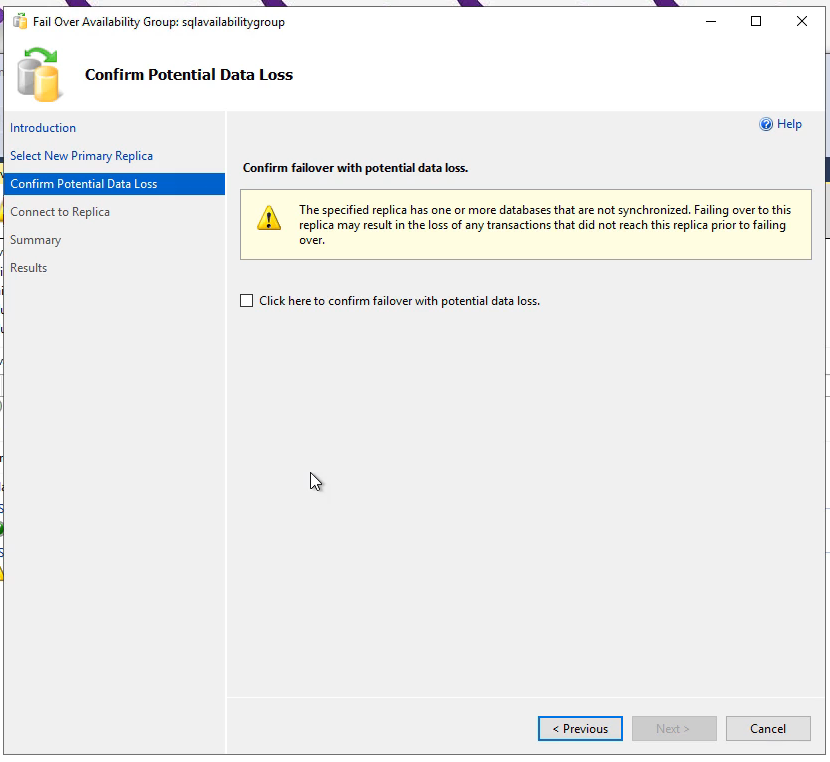 Fail Over Availability Group: sqlavailabilitygroup
Confirm Potential Data Loss
Introduction
Select New Primary Replica
Confirm Potential Data Loss
Connect to Replica
Summary
Results
Help
Confirm failover with potential data loss.
The specified replica has one or more databases that are not synchronized. Failing over to this
replica may result in the loss of any transactions that did not reach this replica prior to failing
over.
Click here to confirm failover with potential data loss.
< Previous
Next >
Cancel